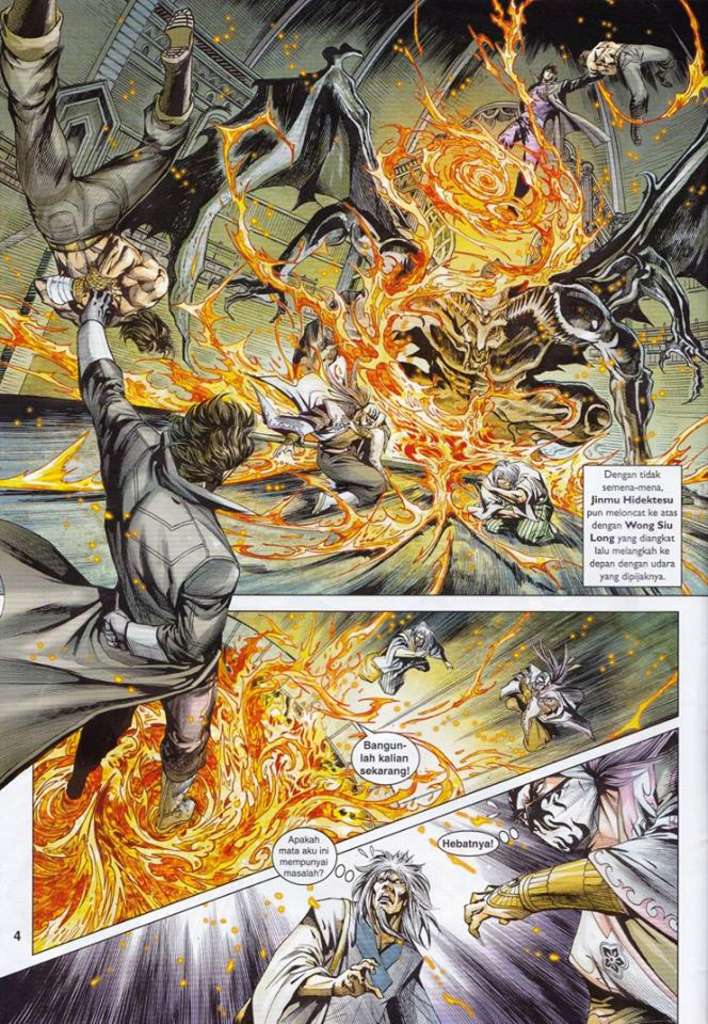 Dengan tidak
semena-mena,
Jinmu Hidektesu
pun meloncat ke atas
dengan Wong Siu
Long yang diangkat
lalu melangkah ke
depan dengan udara
yang dipijaknya.
Bangun-
lah kalian
sekarang!
Apakah
mata aku ini
mempunyai
masalah?
Hebatnya!
4